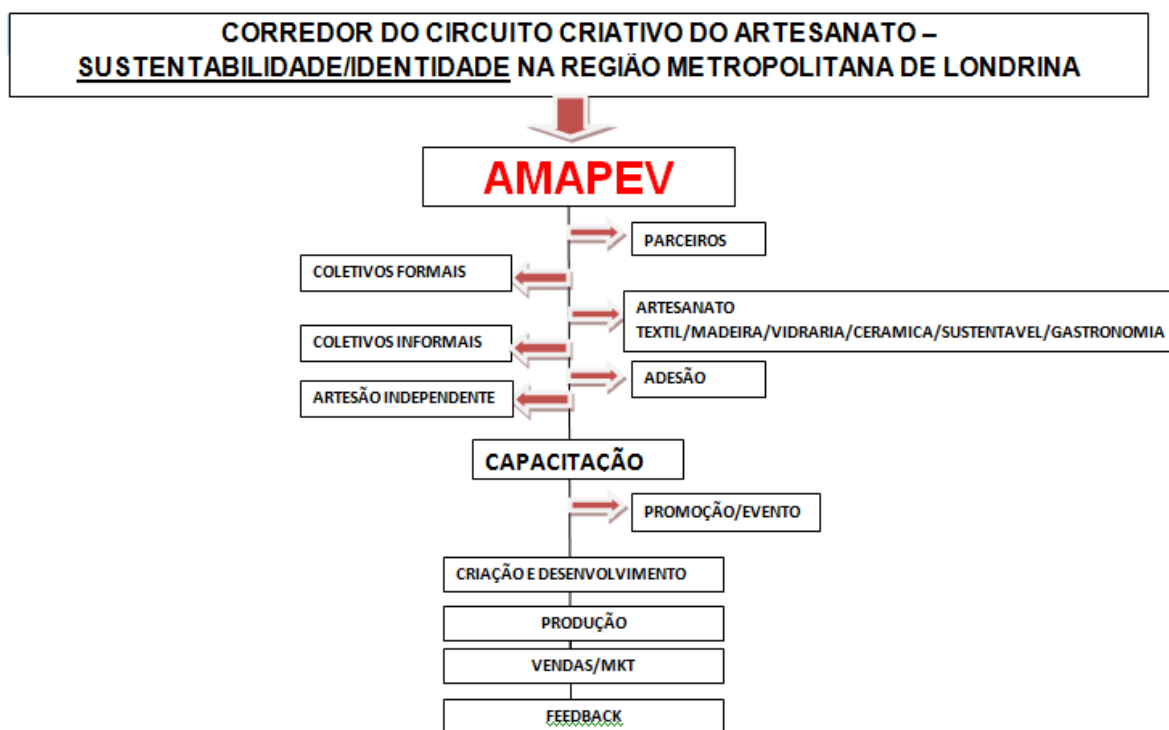 CORREDOR DO CIRCUITO CRIATIVO DO ARTESANATO –
SUSTENTABILIDADE/IDENTIDADE NA REGIÃO METROPOLITANA DE LONDRINA
AMAPEV
PARCEIROS
COLETIVOS FORMAIS
ARTESANATO
TEXTIL/MADEIRA/VIDRARIA/CERAMICA/SUSTENTAVEL/GASTRONOMIA
COLETIVOS INFORMAIS
ADESÃO
ARTESÃO INDEPENDENTE
CAPACITAÇÃO
PROMOÇÃO/EVENTO
CRIAÇÃO E DESENVOLVIMENTO
PRODUÇÃO
VENDAS/MKT
FEEDBACK